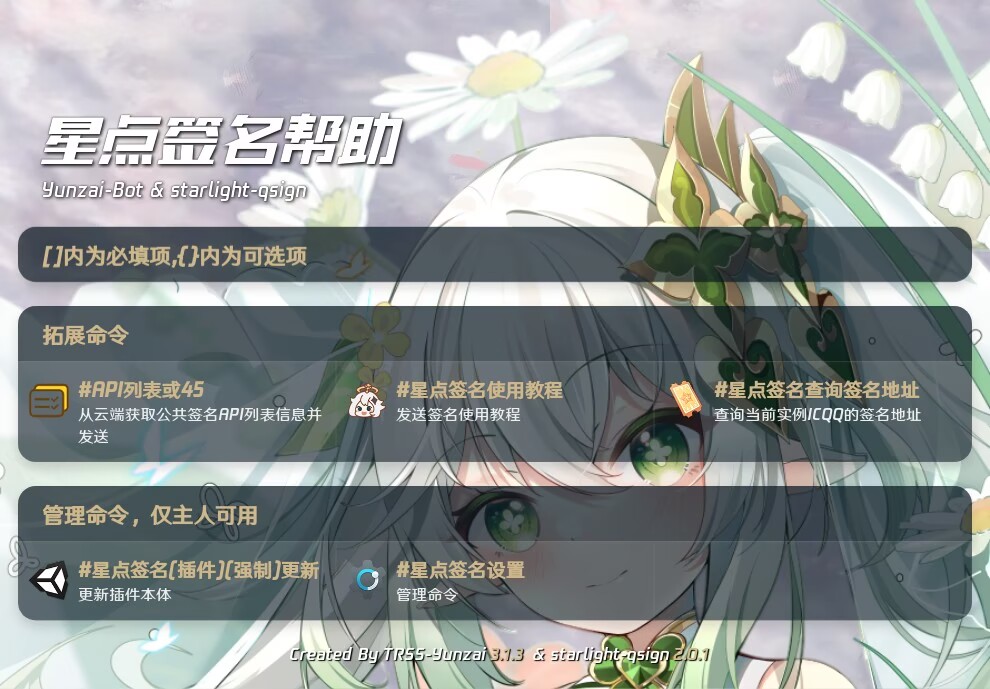 星点签名帮助
Yunzai-Bot & starlight-qsign
[]内为必填项,{}内为可选项
拓展命令
#API列表或45
从云端获取公共签名API列表信息并
发送
#星点签名使用教程
发送签名使用教程
#星点签名查询签名地址
查询当前实例ICQQ的签名地址
管理命令，仅主人可用
#星点签名(插件)(强制)更新
更新插件本体
#星点签名设置
管理命令
Created By TRSS-Yunzai 3.1.3 & starlight-qsign 2.0.1